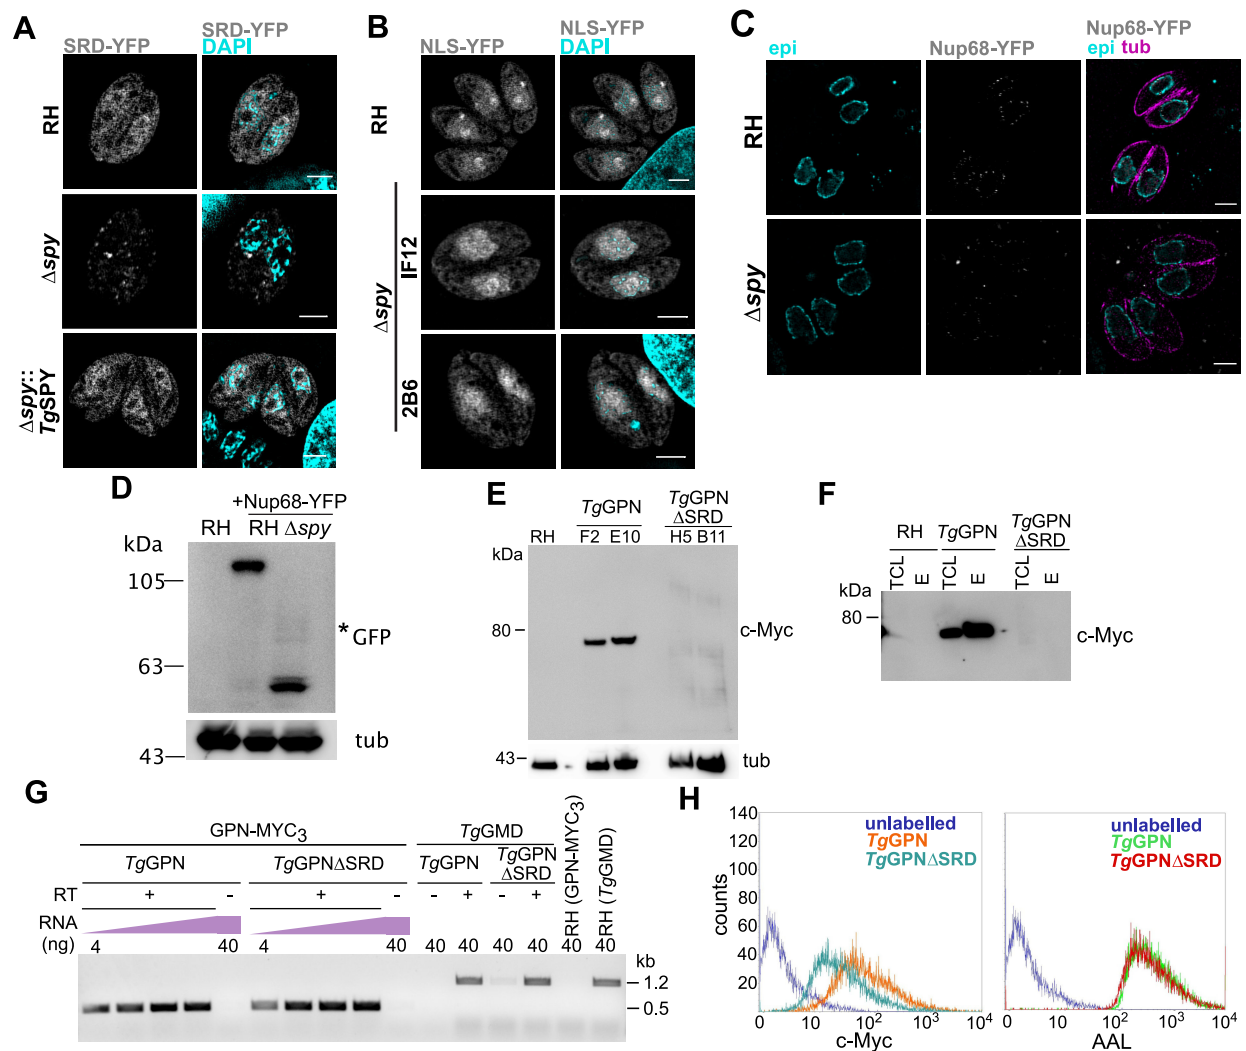 A
SRD-YFP
SRD-YFP
DAPI
RH
Δspy
Δspy::
TgSPY
B
NLS-YFP
NLS-YFP
DAPI
RH
Δspy
IF12
2B6
C
epi
Nup68-YFP
Nup68-YFP
epi tub
RH
Δspy
D
+Nup68-YFP
RH RH Δspy
kDa
105
* GFP
63
tub
43
E
TgGPN
TgGPN
ΔSRD
RH F2 E10 H5 B11
kDa
80
c-Myc
43
tub
F
RH TgGPN TgGPN
ΔSRD
TCL E TCL E TCL E
kDa
80
c-Myc
G
GPN-MYC3
TgGMD
TgGPN TgGPNΔSRD TgGPN TgGPN
ΔSRD
RH (GPN-MYC3)
RH (TgGMD)
RT + - + - - + - +
RNA
(ng) 4 40 4 40 40 40 40 40 40 40
kb
1.2
0.5
H
140
120
100
80
60
40
20
counts
unlabelled
TgGPN
TgGPNΔSRD
0 10 10² 10³ 10⁴
c-Myc
unlabelled
TgGPN
TgGPNΔSRD
0 10 10² 10³ 10⁴
AAL